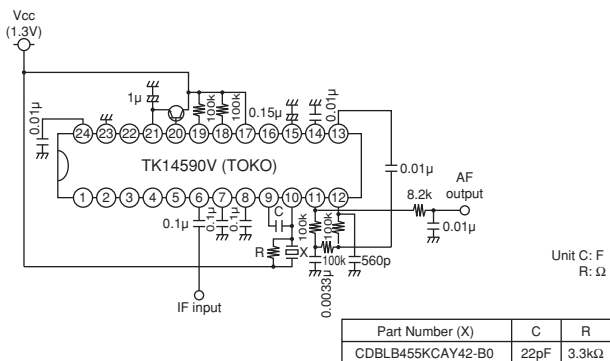 Vcc
(1.3V)
1µ
100k
100k
0.15µ
0.01µ
0.01µ
24 23 22 21 20 19 18 17 16 15 14 13
TK14590V (TOKO)
1 2 3 4 5 6 7 8 9 10 11 12
0.01µ
AF
output
8.2k
0.01µ
0.1µ
0.1µ
0.1µ
C
R
X
100k
100k
100k
0.0033µ
560p
IF input
Unit C: F
R: Ω
Part Number (X) C R
CDBLB455KCAY42-B0 22pF 3.3kΩ